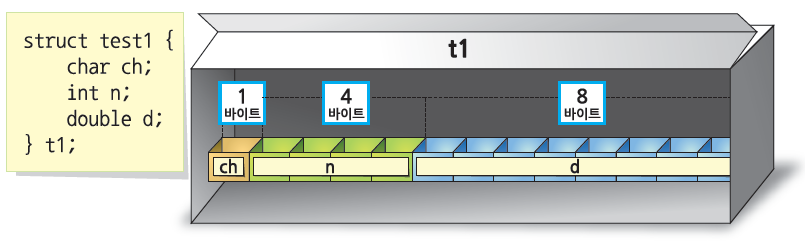 struct test1 {
char ch;
int n;
double d;
} t1;
t1
1
바이트
4
바이트
8
바이트
ch
n
d